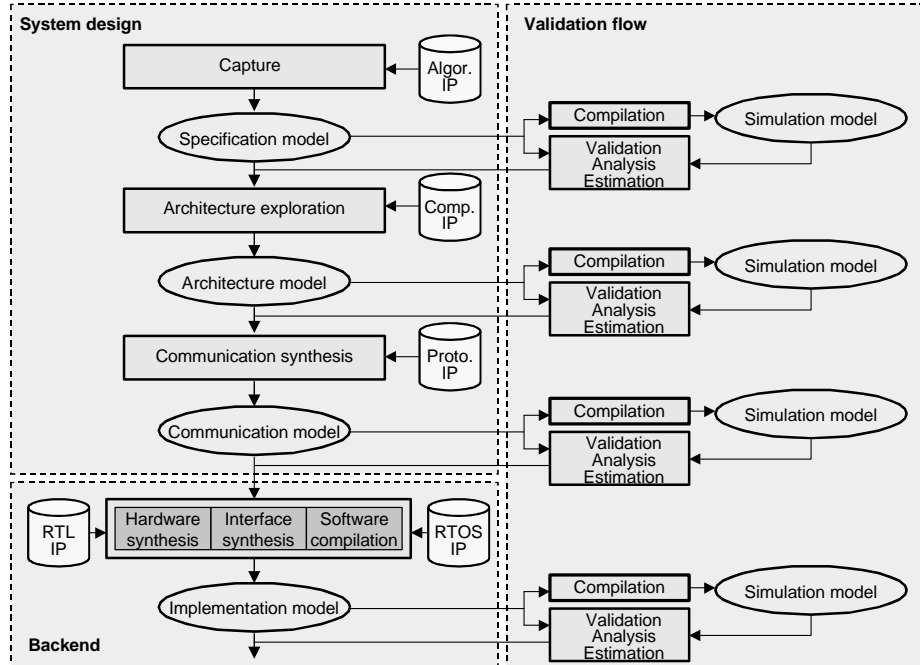 System design
Validation flow
Capture
Algor.
IP
Specification model
Compilation
Simulation model
Validation
Analysis
Estimation
Architecture exploration
Comp.
IP
Architecture model
Compilation
Simulation model
Validation
Analysis
Estimation
Communication synthesis
Proto.
IP
Communication model
Compilation
Simulation model
Validation
Analysis
Estimation
RTL
IP
Hardware
synthesis
Interface
synthesis
Software
compilation
RTOS
IP
Implementation model
Compilation
Simulation model
Validation
Analysis
Estimation
Backend